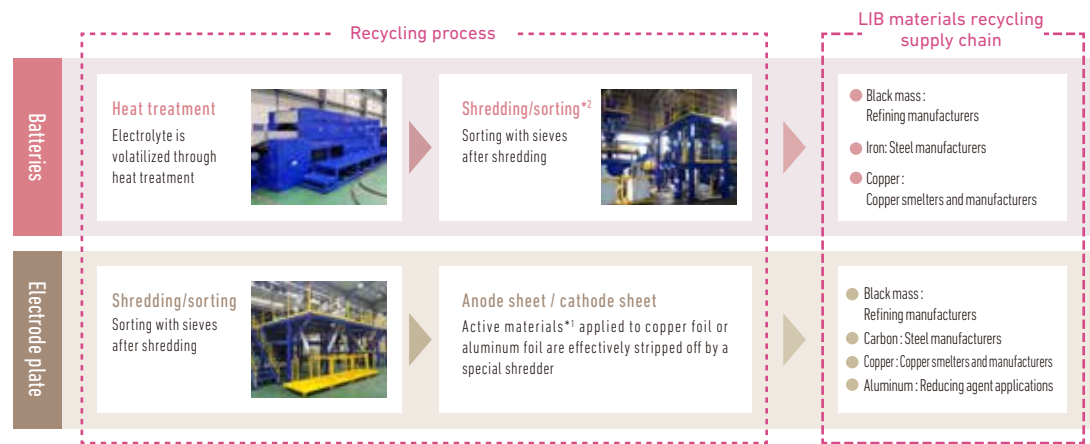 Recycling process
LIB materials recycling
supply chain
Batteries
Heat treatment
Electrolyte is
volatilized through
heat treatment
Shredding/sorting*2
Sorting with sieves
after shredding
Black mass :
Refining manufacturers
Iron: Steel manufacturers
Copper :
Copper smelters and manufacturers
Electrode plate
Shredding/sorting
Sorting with sieves
after shredding
Anode sheet / cathode sheet
Active materials*1 applied to copper foil or
aluminum foil are effectively stripped off by a
special shredder
Black mass :
Refining manufacturers
Carbon : Steel manufacturers
Copper : Copper smelters and manufacturers
Aluminum : Reducing agent applications